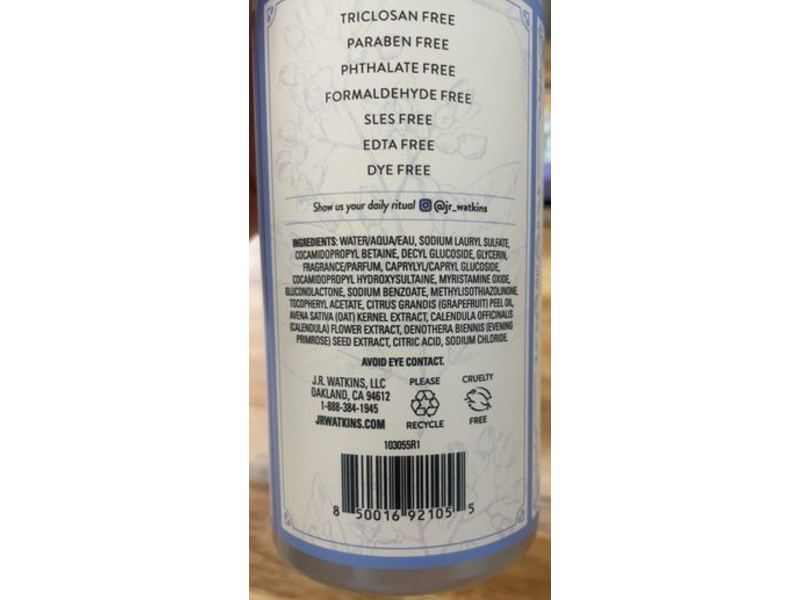 TRICLOSAN FREE
PARABEN FREE
PHTHALATE FREE
FORMALDEHYDE FREE
SLES FREE
EDTA FREE
DYE FREE
Show us your daily ritual @jr_watkins
INGREDIENTS: WATER/AQUA/EAU, SODIUM LAURYL SULFATE,
COCAMIDOPROPYL BETAINE, DECYL GLUCOSIDE, GLYCERIN,
FRAGRANCE/PARFUM, CAPRYLYL/CAPRYL GLUCOSIDE,
COCAMIDOPROPYL HYDROXYSULTAINE, MYRISTAMINE OXIDE,
GLUCONOLACTONE, SODIUM BENZOATE, METHYLISOTHIAZOLINONE,
TOCOPHERYL ACETATE, CITRUS GRANDIS (GRAPEFRUIT) PEEL OIL,
AVENA SATIVA (OAT) KERNEL EXTRACT, CALENDULA OFFICINALIS
(CALENDULA) FLOWER EXTRACT, OENOTHERA BIENNIS (EVENING
PRIMROSE) SEED EXTRACT, CITRIC ACID, SODIUM CHLORIDE.
AVOID EYE CONTACT.
J.R. WATKINS, LLC
OAKLAND, CA 94612
1-888-384-1945
JRWATKINS.COM
PLEASE
RECYCLE
CRUELTY
FREE
103055R1
8 50016 92105 5